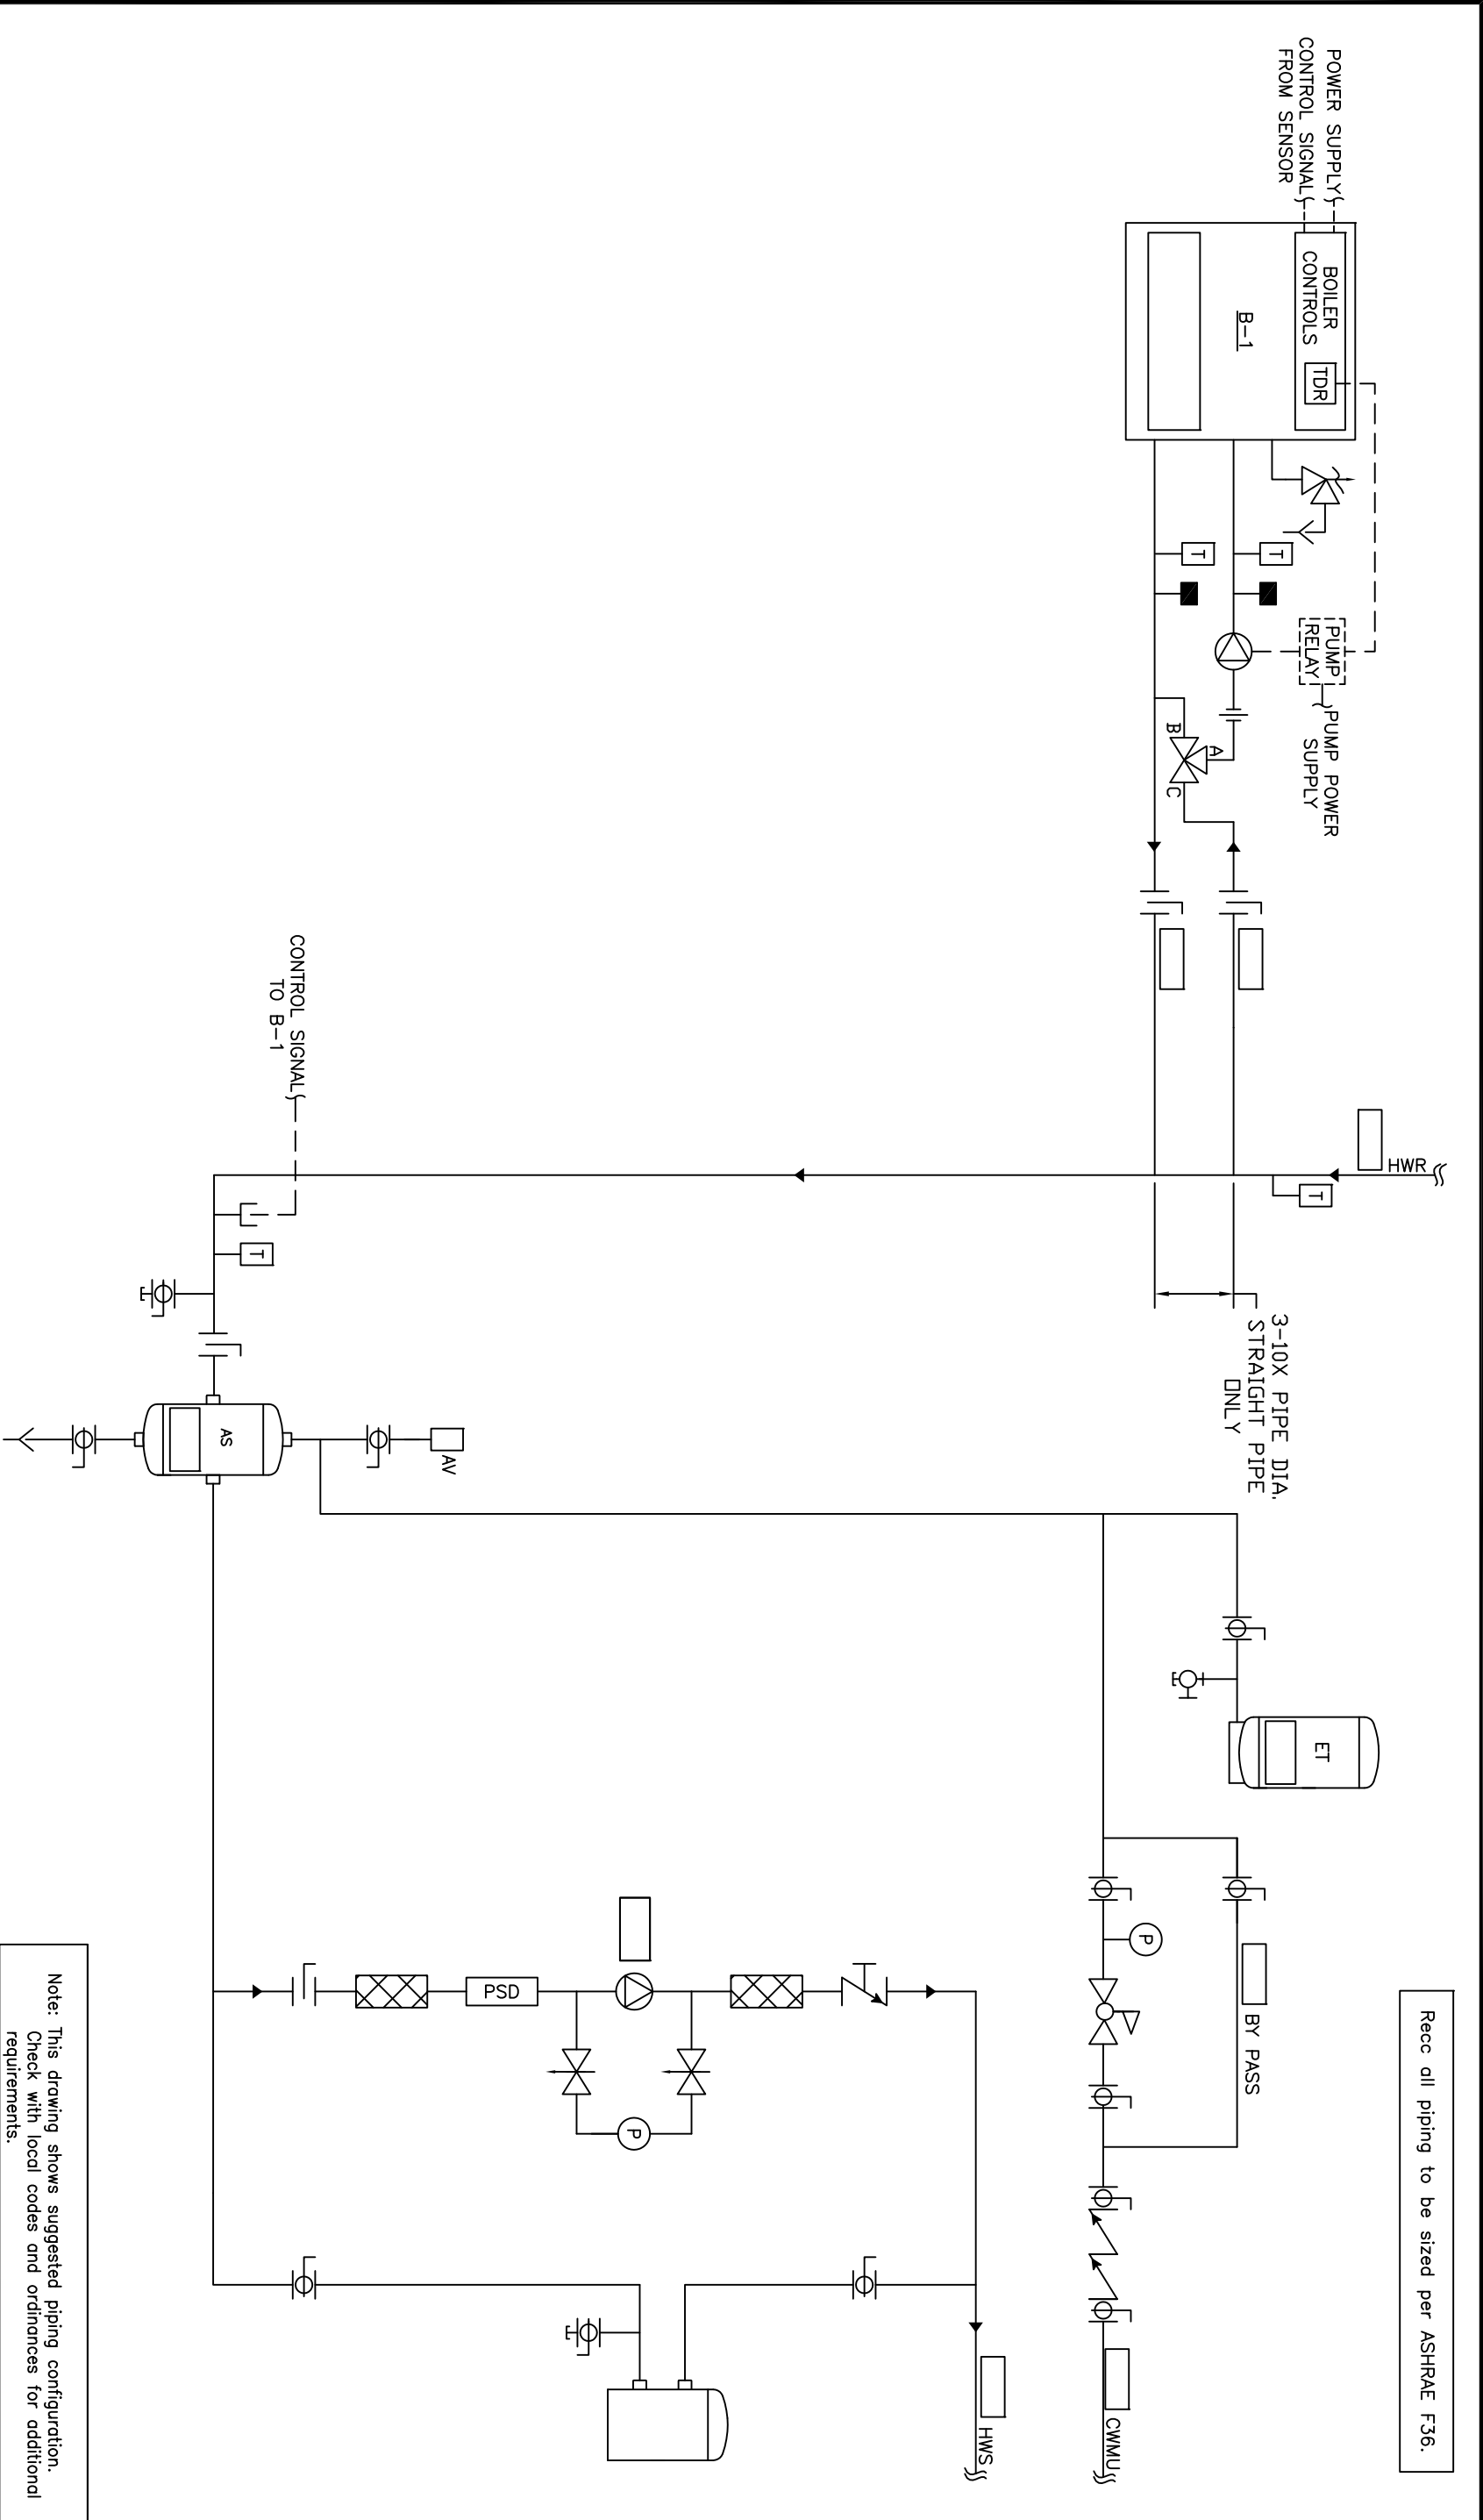 POWER SUPPLY
CONTROL SIGNAL
FROM SENSOR
BOILER
CONTROLS
TDR
B-1
T
T
PUMP
RELAY
PUMP POWER
SUPPLY
A
B
C
HWR
T
3-10X PIPE DIA.
STRAIGHT PIPE
ONLY
CONTROL SIGNAL
TO B-1
T
AS
AV
ET
Recc all piping to be sized per ASHRAE F36.
BY PASS
P
CWMU
PSD
P
HWS
Note: This drawing shows suggested piping configuration.
Check with local codes and ordinances for additional
requirements.